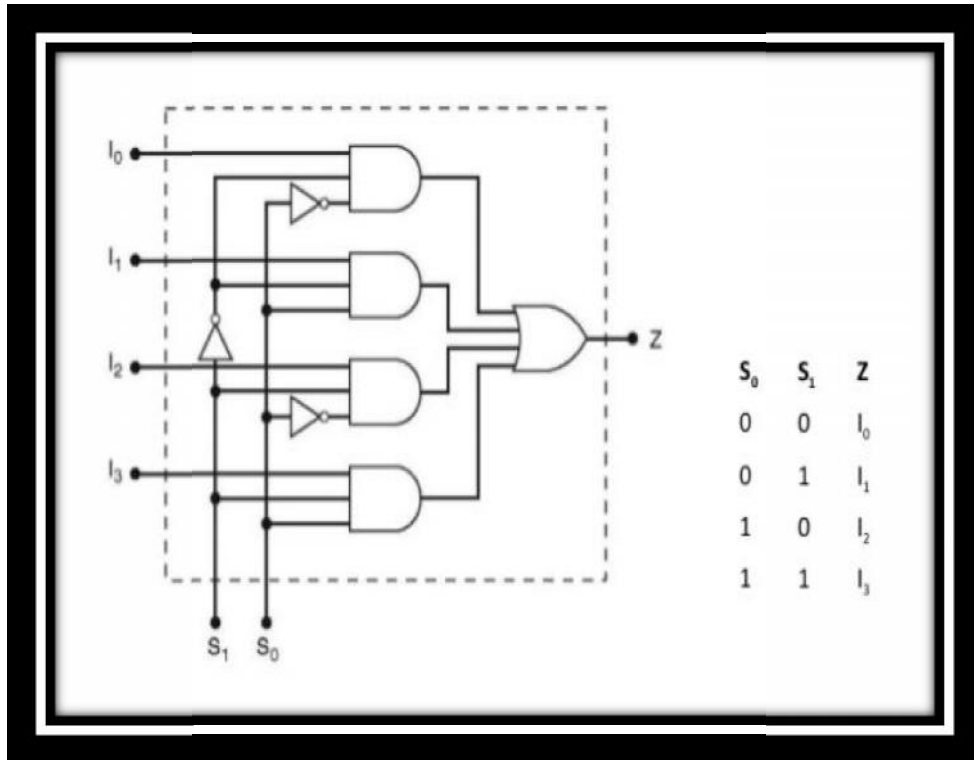 I₀
I₁
I₂
I₃
Z
S₁ S₀
S₀ S₁ Z
0 0 I₀
0 1 I₁
1 0 I₂
1 1 I₃